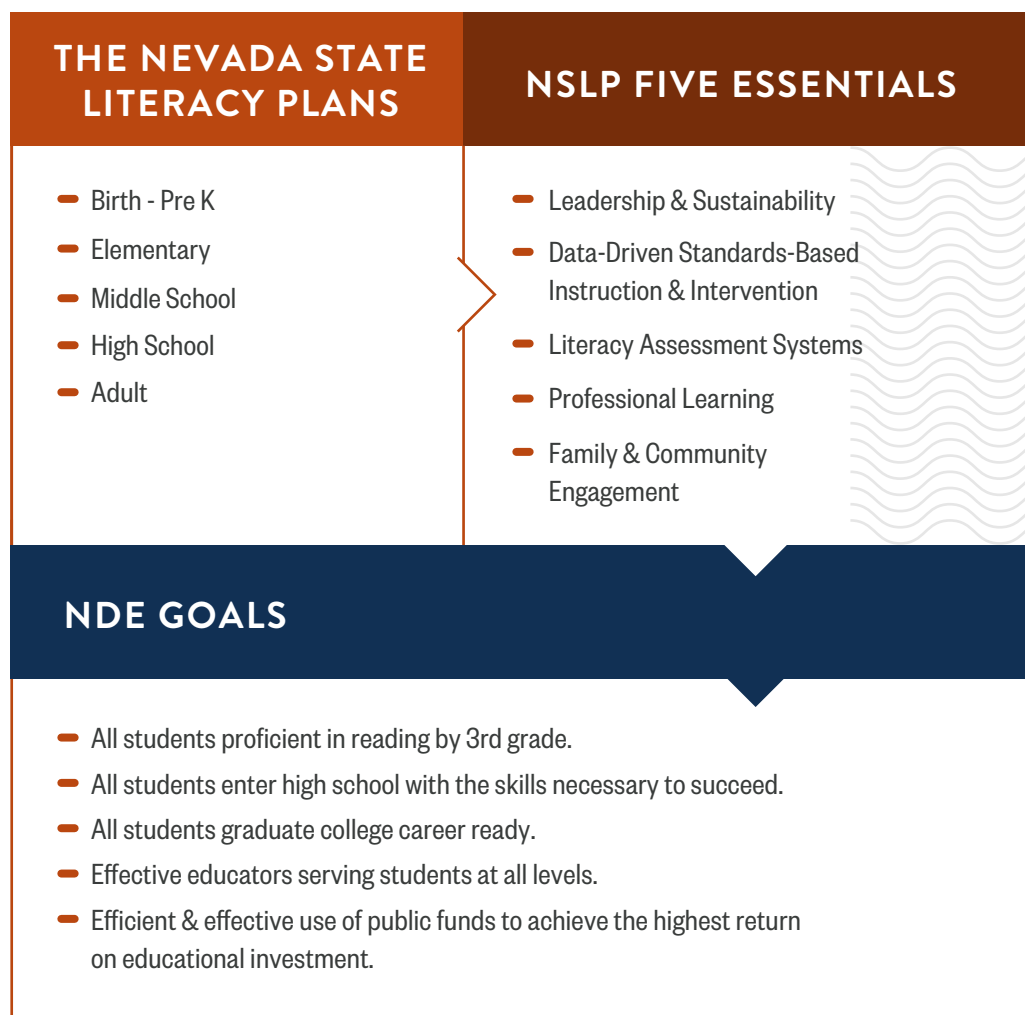 THE NEVADA STATE
LITERACY PLANS
Birth - Pre K
Elementary
Middle School
High School
Adult
NSLP FIVE ESSENTIALS
Leadership & Sustainability
Data-Driven Standards-Based
Instruction & Intervention
Literacy Assessment Systems
Professional Learning
Family & Community
Engagement
NDE GOALS
All students proficient in reading by 3rd grade.
All students enter high school with the skills necessary to succeed.
All students graduate college career ready.
Effective educators serving students at all levels.
Efficient & effective use of public funds to achieve the highest return
on educational investment.